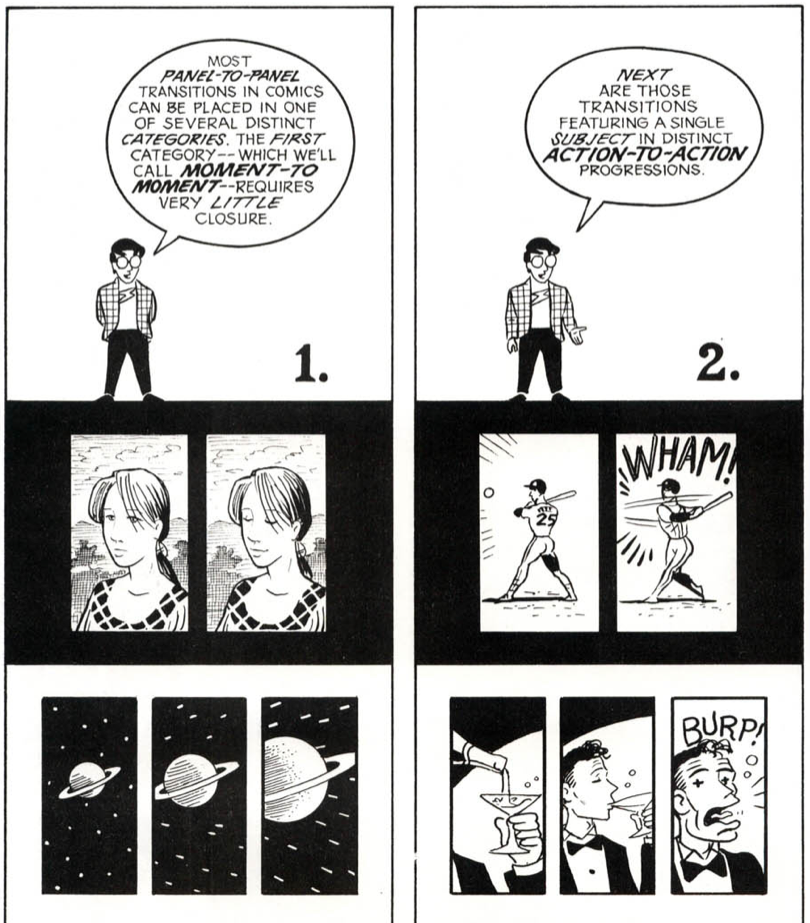 MOST
PANEL-TO-PANEL
TRANSITIONS IN COMICS
CAN BE PLACED IN ONE
OF SEVERAL DISTINCT
CATEGORIES. THE FIRST
CATEGORY--WHICH WE'LL
CALL MOMENT-TO
MOMENT--REQUIRES
VERY LITTLE
CLOSURE.
1.
NEXT
ARE THOSE
TRANSITIONS
FEATURING A SINGLE
SUBJECT IN DISTINCT
ACTION-TO-ACTION
PROGRESSIONS.
2.
25
WHAM!
BURP!